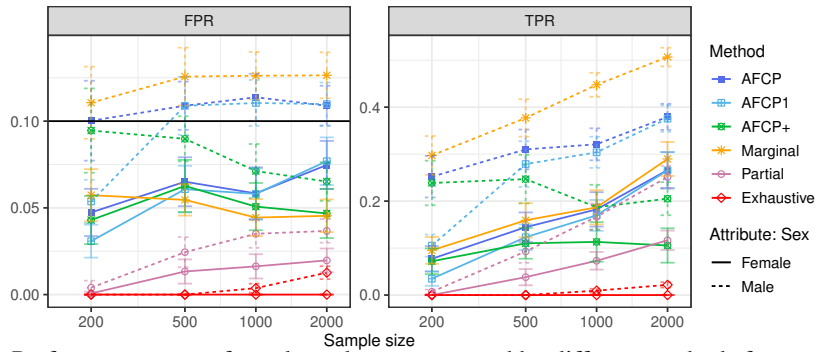 FPR
TPR
0.10
0.05
0.00
0.4
0.2
0.0
200
500
1000
2000
200
500
1000
2000
Sample size
Method
AFCP
AFCP1
AFCP+
Marginal
Partial
Exhaustive
Attribute: Sex
Female
Male